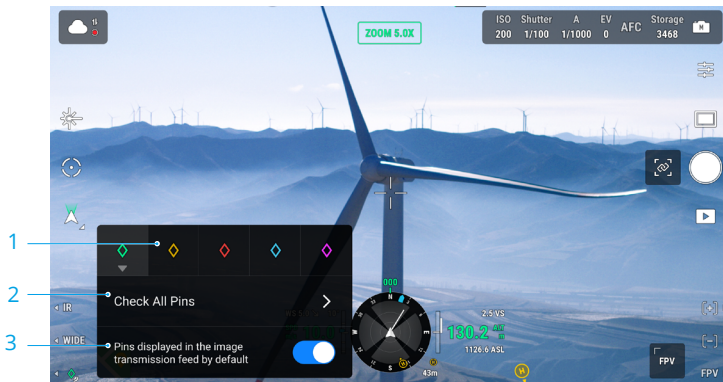 ZOOM 5.0X
ISO Shutter A EV
200 1/100 1/1000 0
AFC
Storage
3468
M
1
2
3
Check All Pins
Pins displayed in the image
transmission feed by default
IR
WIDE
000
N
E
S
W
130.2
2.5 VS
ALT
1126.6 ASL
43m
H
H
FPV
FPV